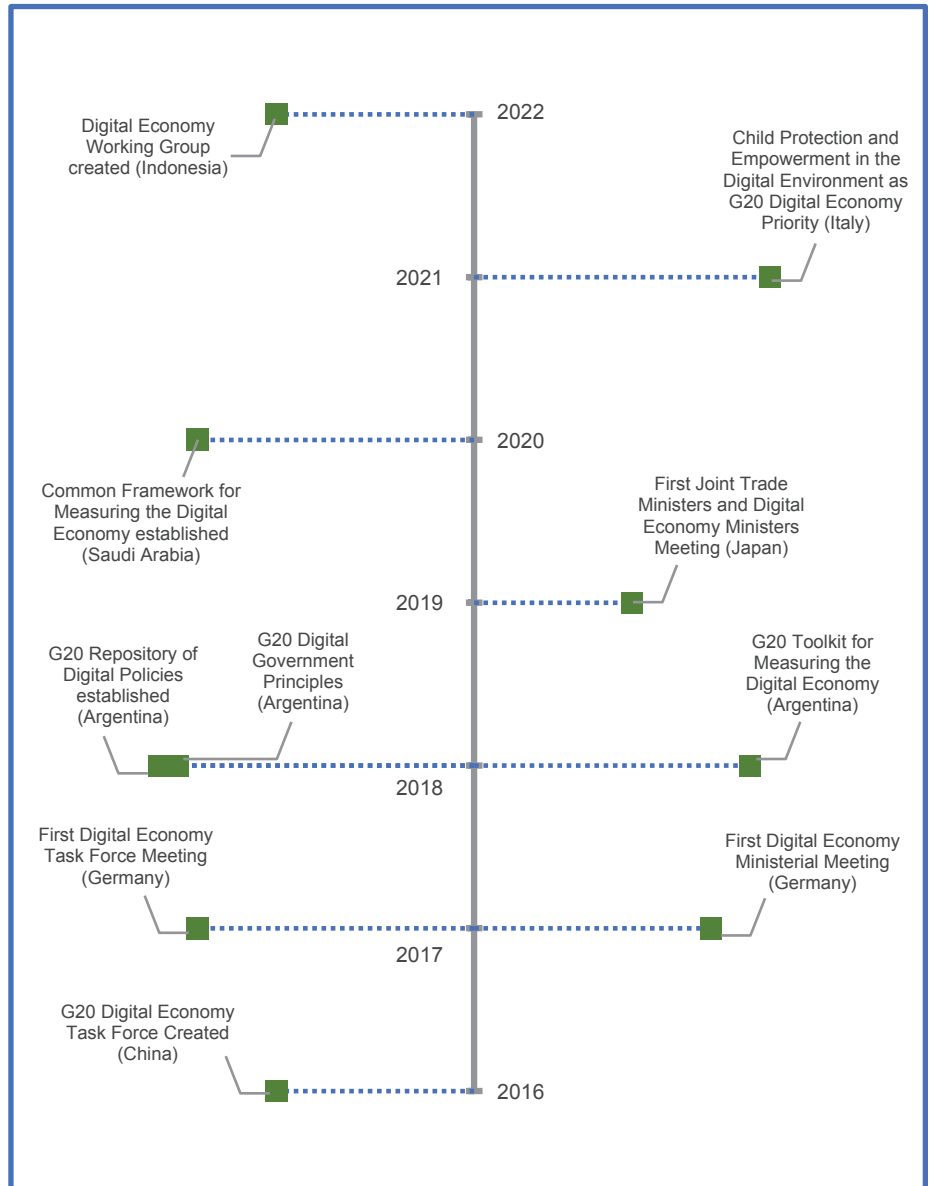 2022
Digital Economy
Working Group
created (Indonesia)
Child Protection and
Empowerment in the
Digital Environment as
G20 Digital Economy
Priority (Italy)
2021
2020
Common Framework for
Measuring the Digital
Economy established
(Saudi Arabia)
First Joint Trade
Ministers and Digital
Economy Ministers
Meeting (Japan)
2019
G20 Repository of
Digital Policies
established
(Argentina)
G20 Digital
Government
Principles
(Argentina)
G20 Toolkit for
Measuring the
Digital Economy
(Argentina)
2018
First Digital Economy
Task Force Meeting
(Germany)
First Digital Economy
Ministerial Meeting
(Germany)
2017
G20 Digital Economy
Task Force Created
(China)
2016